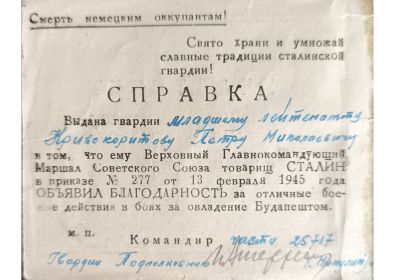 Смерть немецким оккупантам!
Свято храни и умножай
славные традиции сталинской
гвардии!
СПРАВКА
Выдана гвардии младшему лейтенанту
Кривокоритову Петру Николаевичу
в том, что ему Верховный Главнокомандующий
Маршал Советского Союза товарищ СТАЛИН
в приказе № 277 от 13 февраля 1945 года
ОБЪЯВИЛ БЛАГОДАРНОСТЬ за отличные бое-
вые действия в боях за овладение Будапештом.
м. п.
Командир части 25717
Гвардии Подполковник